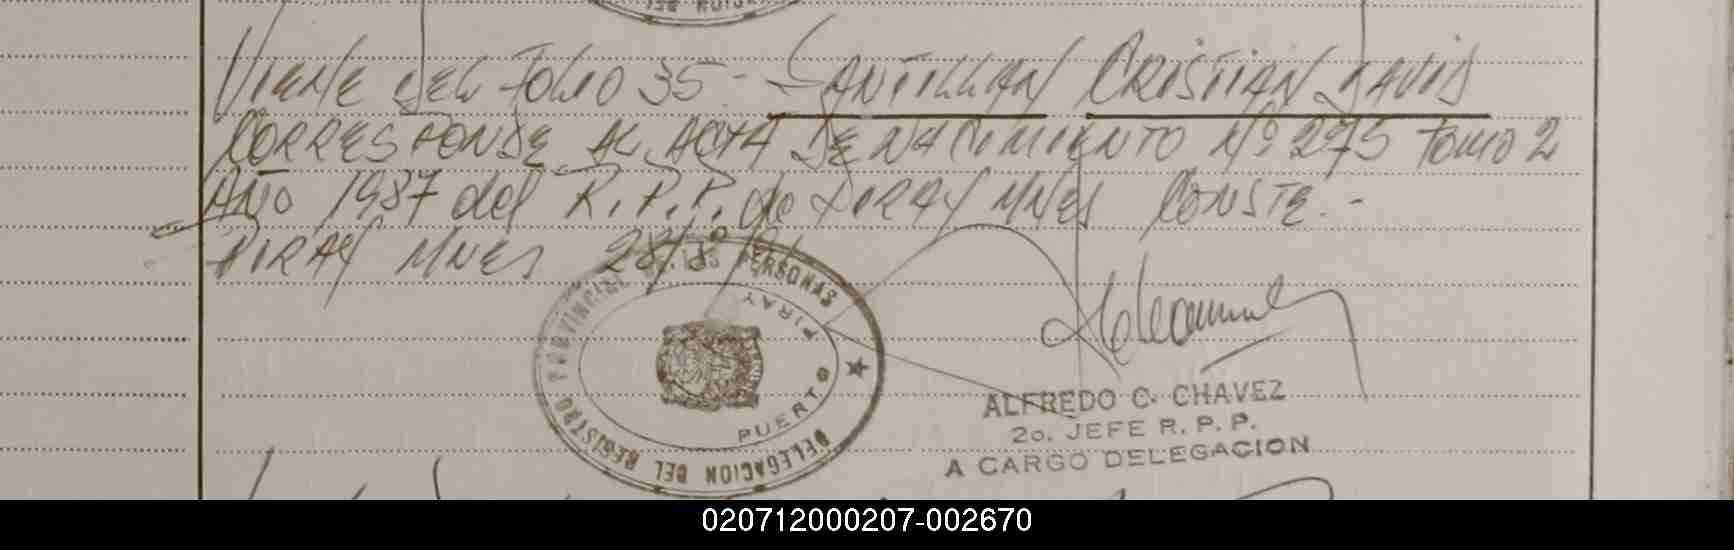 Viene del Folio 35 - Santillan Cristian David
Corresponde al Acta de Nacimiento Nº 275 Tomo 2
Año 1987 del R.P.P. de Piray Mnes Conste. -
Piray Mnes
DELEGACION DEL REGISTRO PROVINCIAL DE LAS PERSONAS
PUERTO PIRAY
ALFREDO C. CHAVEZ
2o. JEFE R. P. P.
A CARGO DELEGACION
020712000207-002670